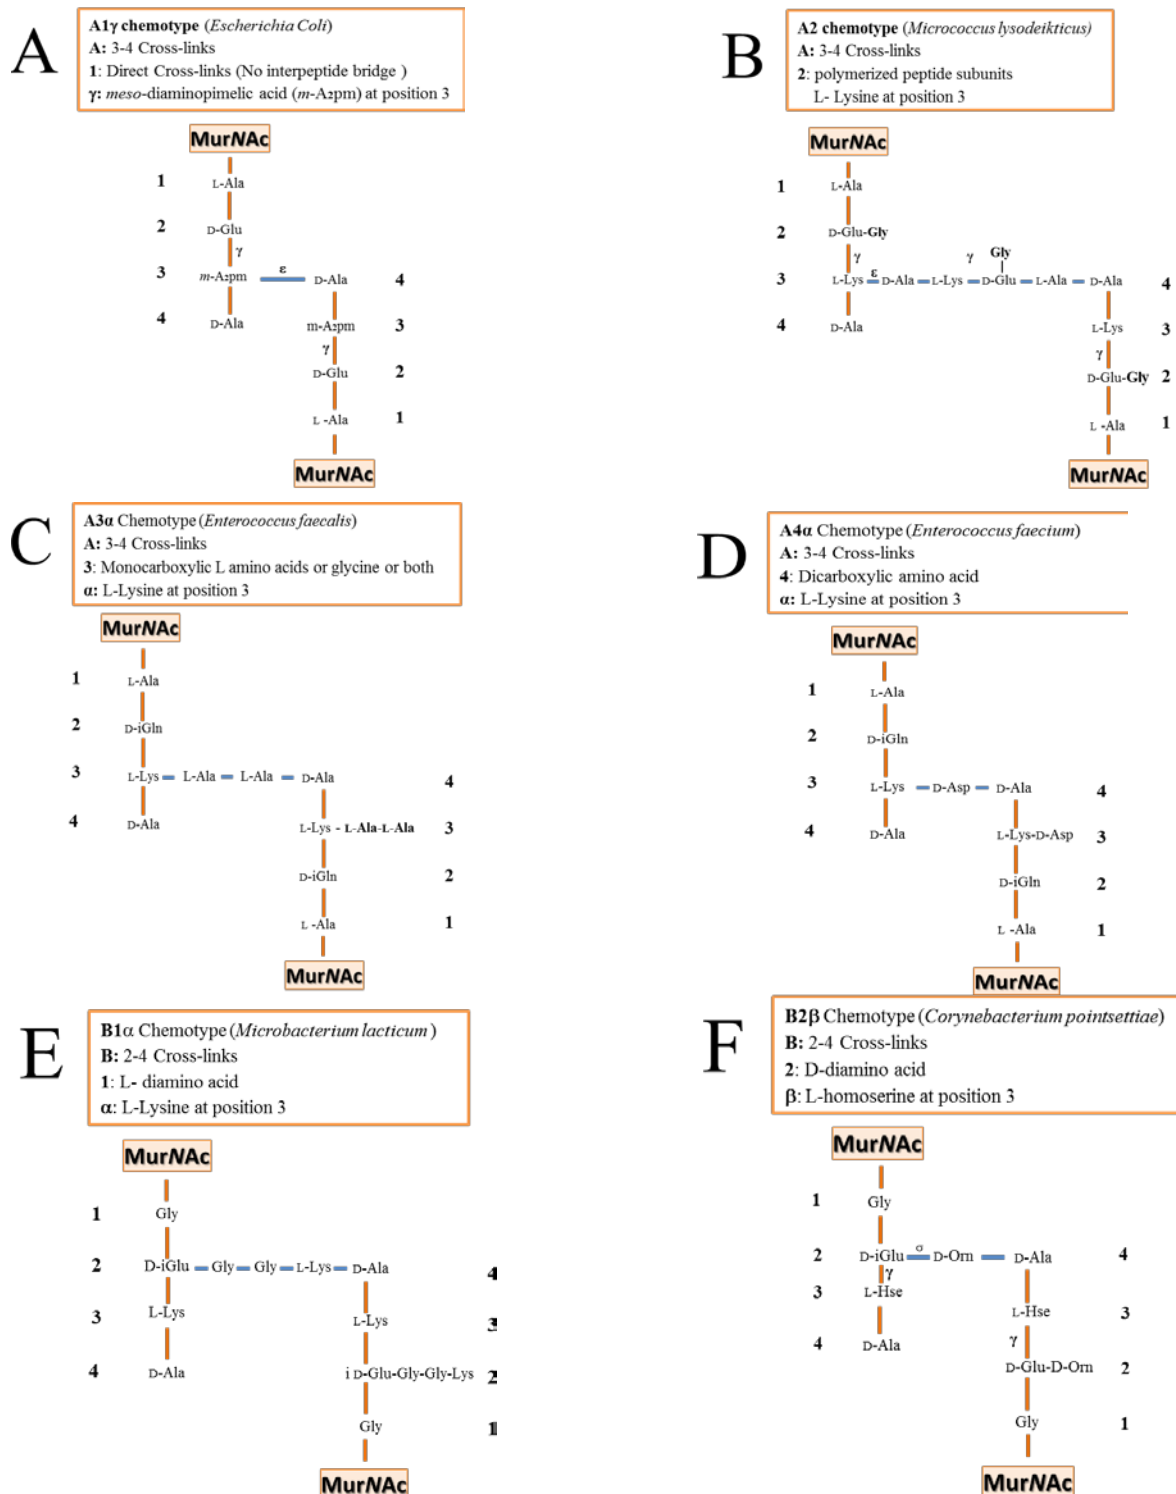 A
A1γ chemotype (Escherichia Coli)
A: 3-4 Cross-links
1: Direct Cross-links (No interpeptide bridge )
γ: meso-diaminopimelic acid (m-A2pm) at position 3
MurNAc
1 L-Ala
2 D-Glu
γ
3 m-A2pm ε D-Ala 4
4 D-Ala m-A2pm 3
γ
D-Glu 2
L -Ala 1
MurNAc
B
A2 chemotype (Micrococcus lysodeikticus)
A: 3-4 Cross-links
2: polymerized peptide subunits
L- Lysine at position 3
MurNAc
1 L-Ala
2 D-Glu-Gly
γ γ Gly
3 L-Lys ε D-Ala L-Lys D-Glu L-Ala D-Ala 4
4 D-Ala L-Lys 3
γ
D-Glu-Gly 2
L -Ala 1
MurNAc
C
A3α Chemotype (Enterococcus faecalis)
A: 3-4 Cross-links
3: Monocarboxylic L amino acids or glycine or both
α: L-Lysine at position 3
MurNAc
1 L-Ala
2 D-iGln
3 L-Lys L-Ala L-Ala D-Ala 4
4 D-Ala L-Lys - L-Ala-L-Ala 3
D-iGln 2
L -Ala 1
MurNAc
D
A4α Chemotype (Enterococcus faecium)
A: 3-4 Cross-links
4: Dicarboxylic amino acid
α: L-Lysine at position 3
MurNAc
1 L-Ala
2 D-iGln
3 L-Lys D-Asp D-Ala 4
4 D-Ala L-Lys-D-Asp 3
D-iGln 2
L -Ala 1
MurNAc
E
B1α Chemotype (Microbacterium lacticum )
B: 2-4 Cross-links
1: L- diamino acid
α: L-Lysine at position 3
MurNAc
1 Gly
2 D-iGlu Gly Gly L-Lys D-Ala 4
3 L-Lys L-Lys 3
4 D-Ala i D-Glu-Gly-Gly-Lys 2
Gly 1
MurNAc
F
B2β Chemotype (Corynebacterium pointsettiae)
B: 2-4 Cross-links
2: D-diamino acid
β: L-homoserine at position 3
MurNAc
1 Gly
2 D-iGlu σ D-Orn D-Ala 4
γ
3 L-Hse L-Hse 3
4 D-Ala γ
D-Glu-D-Orn 2
Gly 1
MurNAc